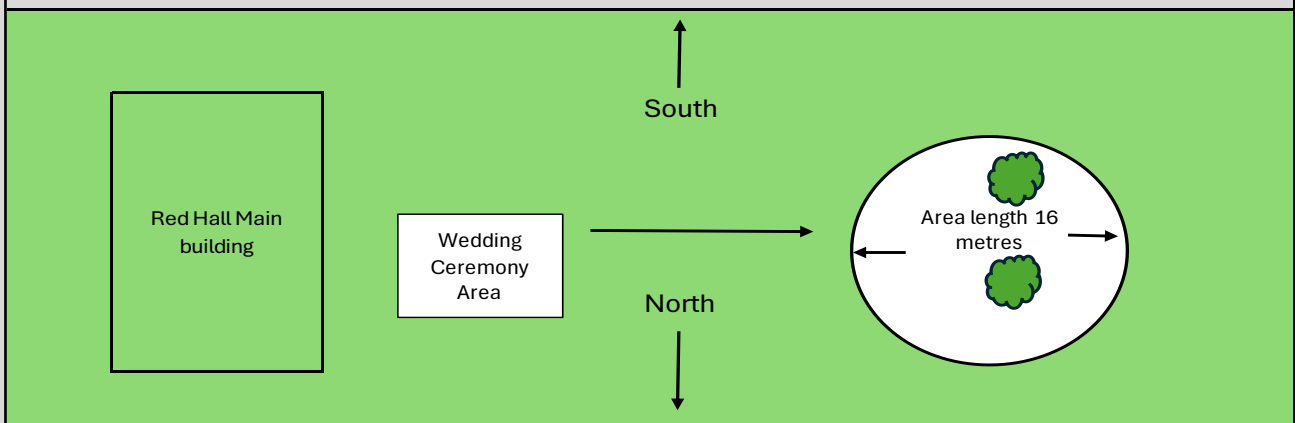 South
Red Hall Main
building
Wedding
Ceremony
Area
Area length 16
metres
North